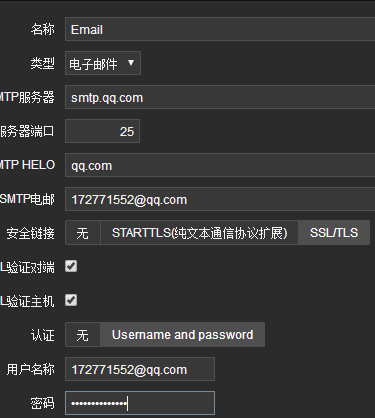 名称 Email
类型 电子邮件
MTP服务器 smtp.qq.com
服务器端口 25
MTP HELO qq.com
SMTP电邮 172771552@qq.com
安全链接 无 STARTTLS(纯文本通信协议扩展) SSL/TLS
L验证对端
L验证主机
认证 无 Username and password
用户名称 172771552@qq.com
密码 ••••••••••••••